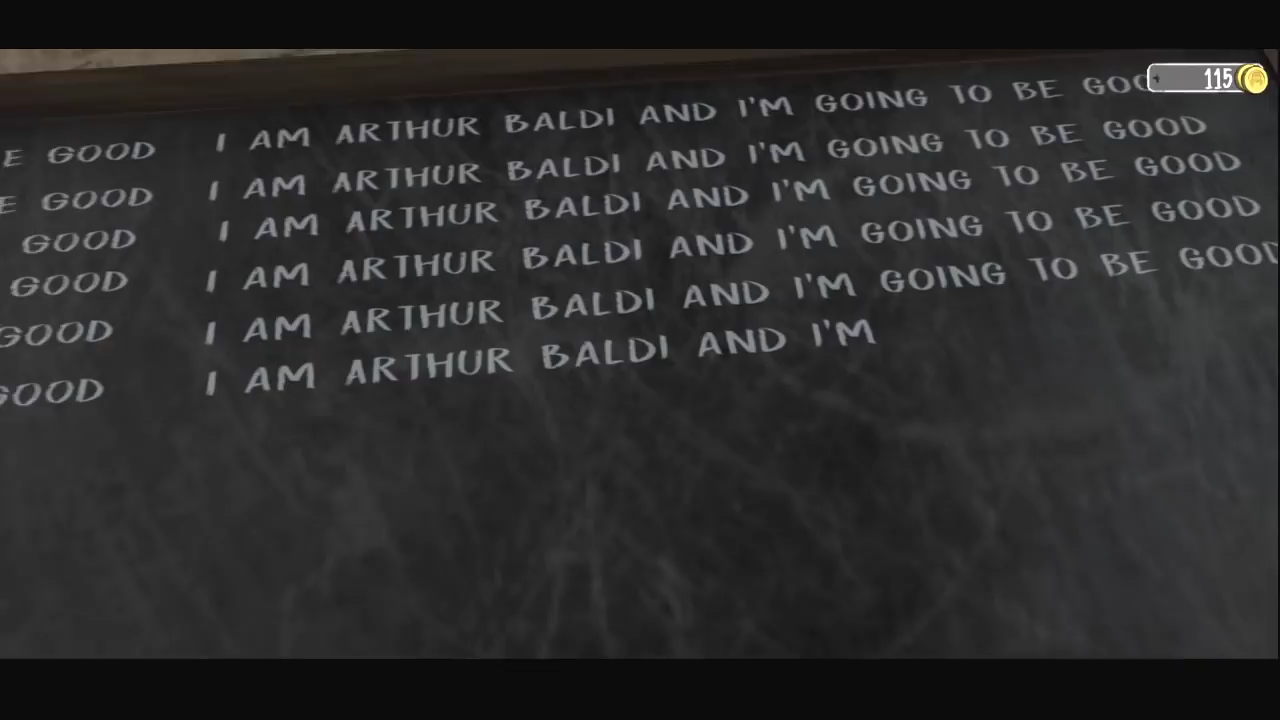 115
E GOOD I AM ARTHUR BALDI AND I'M GOING TO BE GOO
E GOOD I AM ARTHUR BALDI AND I'M GOING TO BE GOOD
GOOD I AM ARTHUR BALDI AND I'M GOING TO BE GOOD
GOOD I AM ARTHUR BALDI AND I'M GOING TO BE GOOD
GOOD I AM ARTHUR BALDI AND I'M GOING TO BE GOOD
GOOD I AM ARTHUR BALDI AND I'M